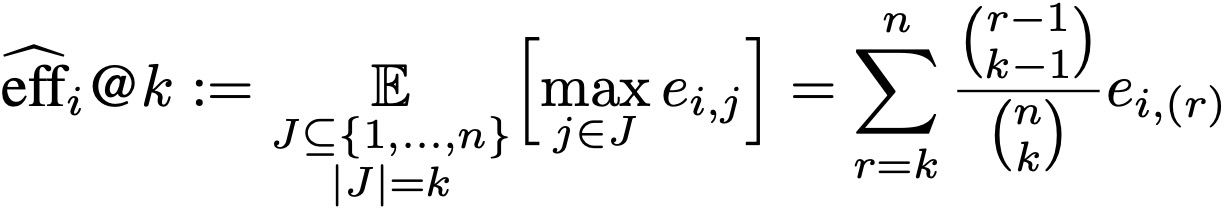 $\widehat{\text{eff}}_i@k := \underset{\substack{J \subseteq \{1,\ldots,n\} \\ |J|=k}}{\mathbb{E}} \left[ \max_{j \in J} e_{i,j} \right] = \sum_{r=k}^{n} \frac{\binom{r-1}{k-1}}{\binom{n}{k}} e_{i,(r)}$